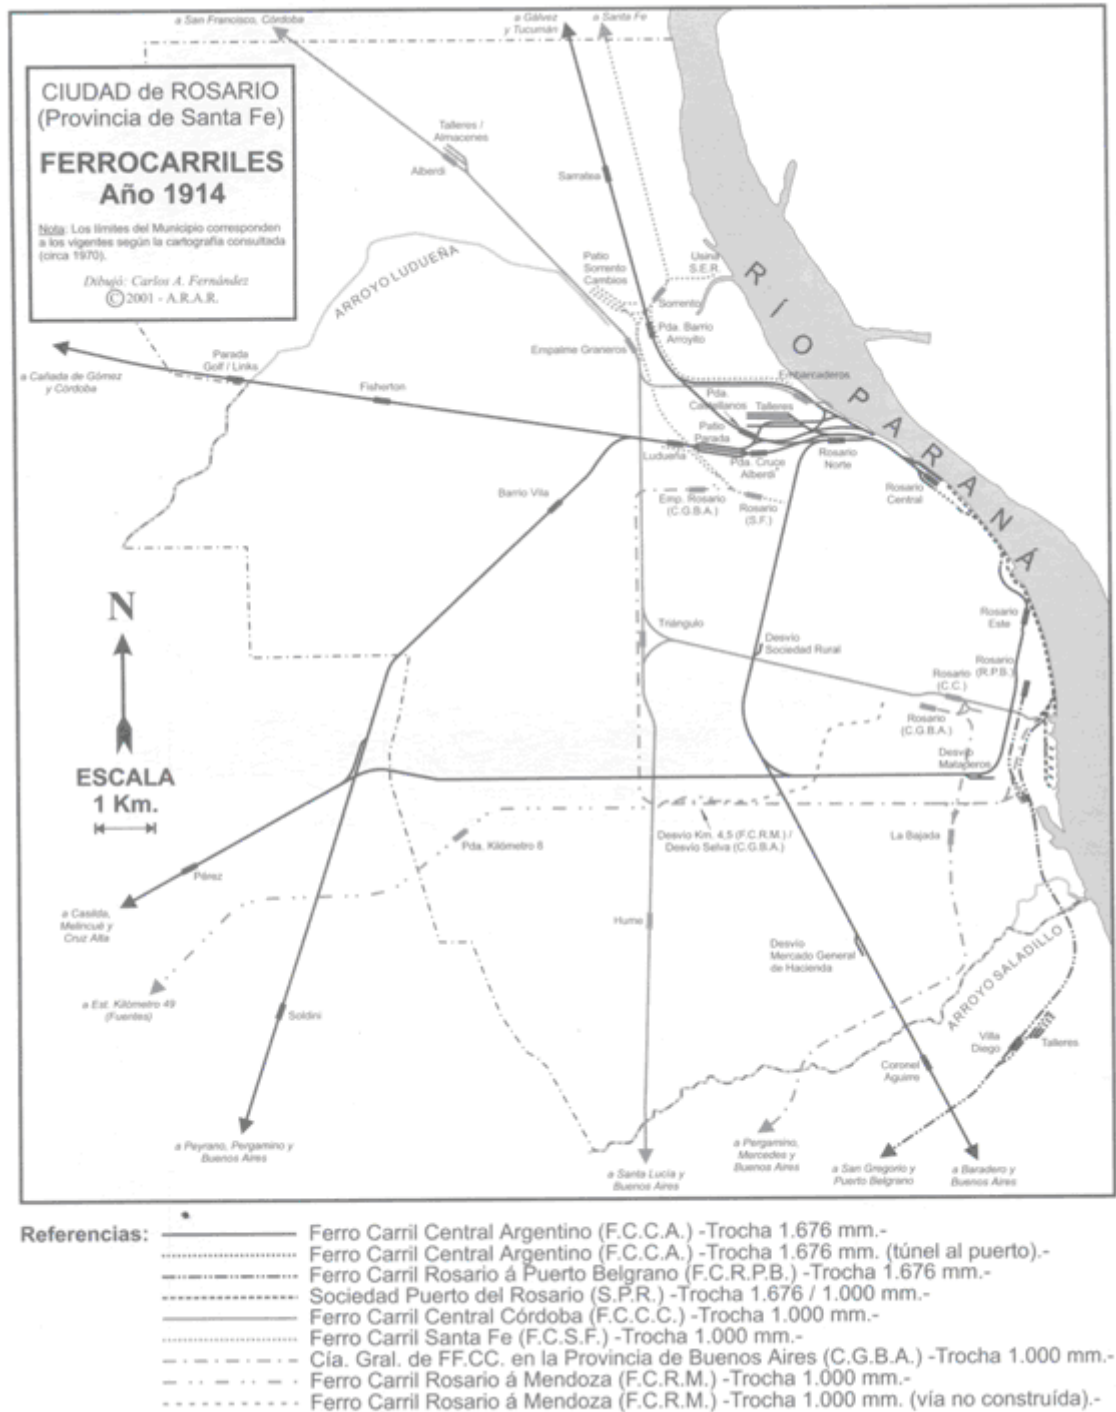 a San Francisco, Córdoba
a Gálvez
y Tucumán
a Santa Fe
CIUDAD de ROSARIO
(Provincia de Santa Fe)
FERROCARRILES
Año 1914
Nota: Los límites del Municipio corresponden
a los vigentes según la cartografía consultada
(circa 1970).
Dibujó: Carlos A. Fernández
© 2001 - A.R.A.R.
Talleres /
Almacenes
Alberdi
Sarratea
ARROYO LUDUEÑA
Patio
Sorrento
Cambios
Usina
S.E.R.
Sorrento
Pda. Barrio
Arroyito
Empalme Graneros
RÍO PARANÁ
a Cañada de Gómez
y Córdoba
Parada
Golf / Links
Fisherton
Embarcaderos
Pda.
Castellanos
Talleres
Patio
Parada
Ludueña
Pda. Cruce
Alberdi
Rosario
Norte
Rosario
Central
Barrio Vila
Emp. Rosario
(C.G.B.A.)
Rosario
(S.F.)
N
ESCALA
1 Km.
Triángulo
Desvío
Sociedad Rural
Rosario
Este
Rosario
(R.P.B.)
Rosario
(C.C.)
Rosario
(C.G.B.A.)
Desvío
Mataderos
Desvío Km. 4,5 (F.C.R.M.) /
Desvío Selva (C.G.B.A.)
La Bajada
Pda. Kilómetro 6
Pérez
a Casilda,
Melincué y
Cruz Alta
Hume
Desvío
Mercado General
de Hacienda
ARROYO SALADILLO
a Est. Kilómetro 49
(Fuentes)
Soldini
Villa
Diego
Talleres
Coronel
Aguirre
a Peyrano, Pergamino y
Buenos Aires
a Santa Lucía y
Buenos Aires
a Pergamino,
Mercedes y
Buenos Aires
a San Gregorio y
Puerto Belgrano
a Baradero y
Buenos Aires
Referencias:
Ferro Carril Central Argentino (F.C.C.A.) -Trocha 1.676 mm.-
Ferro Carril Central Argentino (F.C.C.A.) -Trocha 1.676 mm. (túnel al puerto).-
Ferro Carril Rosario á Puerto Belgrano (F.C.R.P.B.) -Trocha 1.676 mm.-
Sociedad Puerto del Rosario (S.P.R.) -Trocha 1.676 / 1.000 mm.-
Ferro Carril Central Córdoba (F.C.C.C.) -Trocha 1.000 mm.-
Ferro Carril Santa Fe (F.C.S.F.) -Trocha 1.000 mm.-
Cía. Gral. de FF.CC. en la Provincia de Buenos Aires (C.G.B.A.) -Trocha 1.000 mm.-
Ferro Carril Rosario á Mendoza (F.C.R.M.) -Trocha 1.000 mm.-
Ferro Carril Rosario á Mendoza (F.C.R.M.) -Trocha 1.000 mm. (vía no construída).-